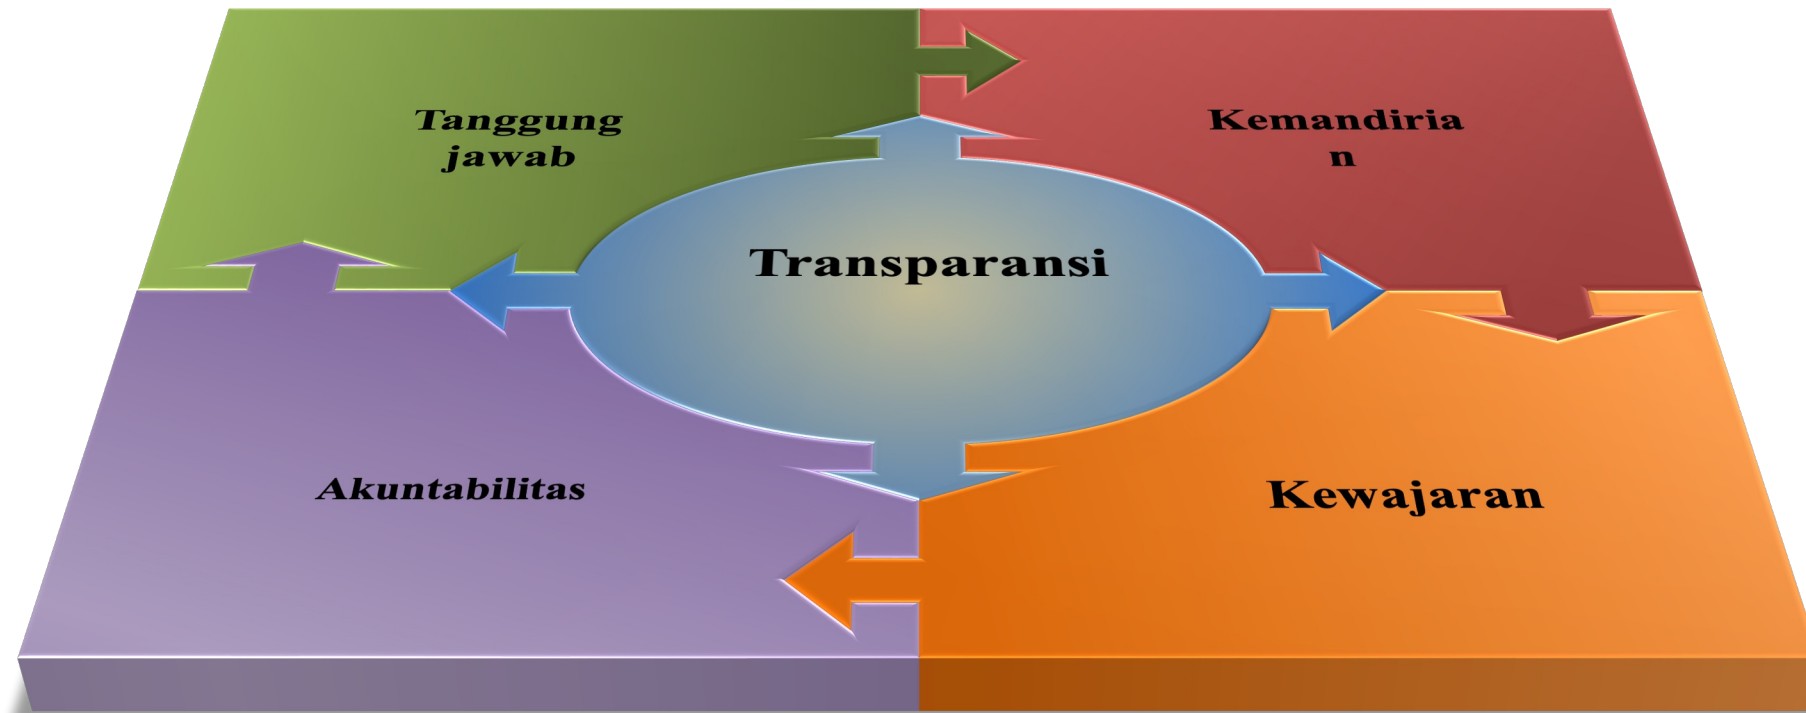 Tanggung
jawab
Kemandiria
n
Transparansi
Akuntabilitas
Kewajaran